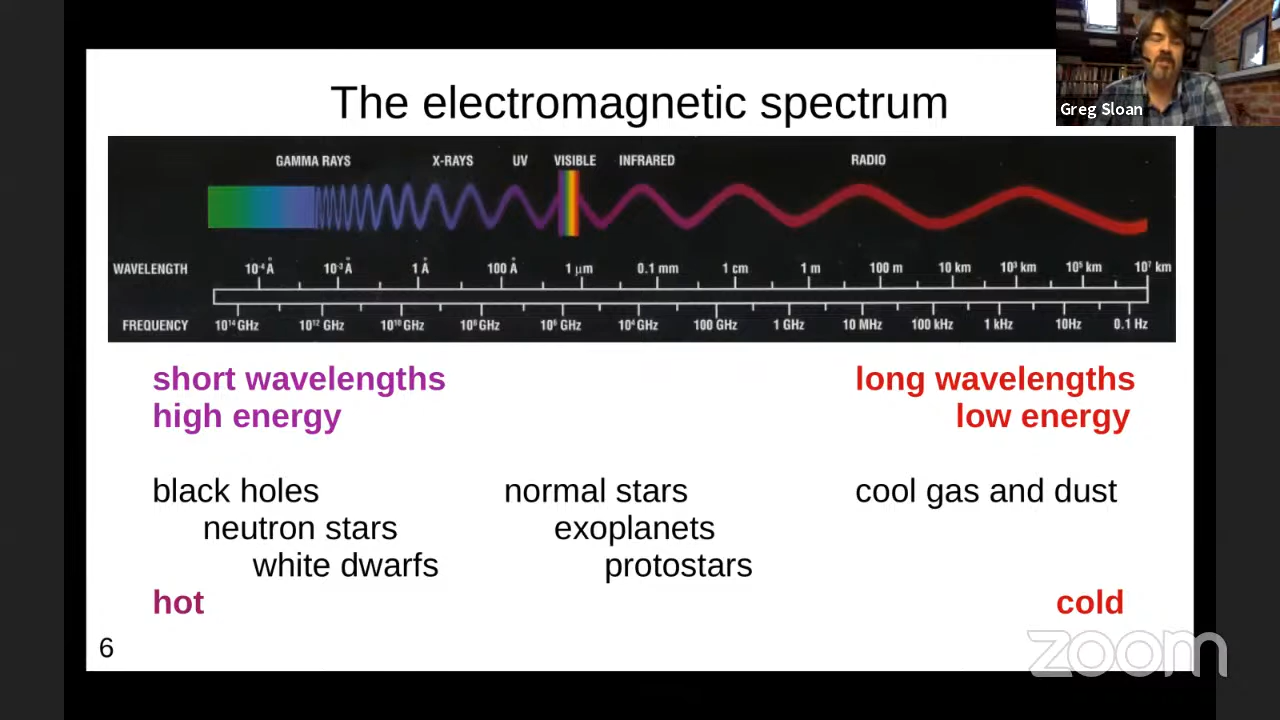 Greg Sloan
The electromagnetic spectrum
GAMMA RAYS X-RAYS UV VISIBLE INFRARED RADIO
WAVELENGTH 10⁻⁴ Å 10⁻³ Å 1 Å 100 Å 1 μm 0.1 mm 1 cm 1 m 100 m 10 km 10³ km 10⁵ km 10⁷ km
FREQUENCY 10¹⁴ GHz 10¹² GHz 10¹⁰ GHz 10⁸ GHz 10⁶ GHz 10⁴ GHz 100 GHz 1 GHz 10 MHz 100 kHz 1 kHz 10Hz 0.1 Hz
short wavelengths long wavelengths
high energy low energy
black holes normal stars cool gas and dust
neutron stars exoplanets
white dwarfs protostars
hot cold
6
zoom